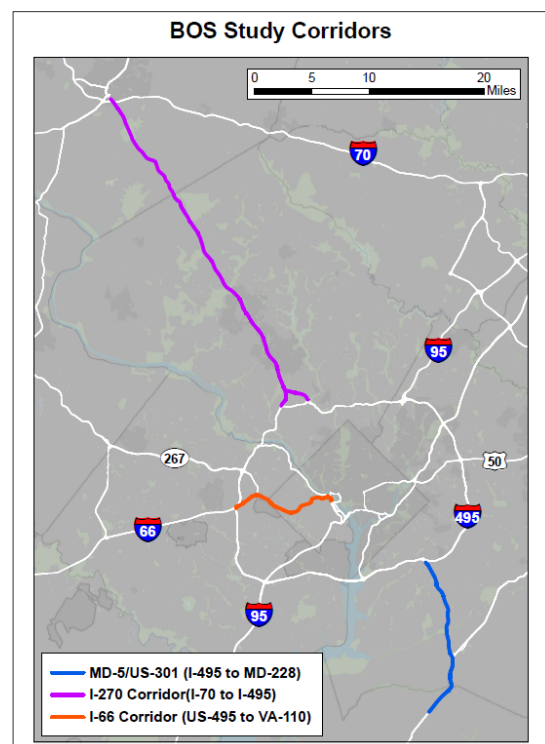 BOS Study Corridors
0 5 10 20
Miles
70
95
267
50
66
495
95
MD-5/US-301 (I-495 to MD-228)
I-270 Corridor(I-70 to I-495)
I-66 Corridor (US-495 to VA-110)